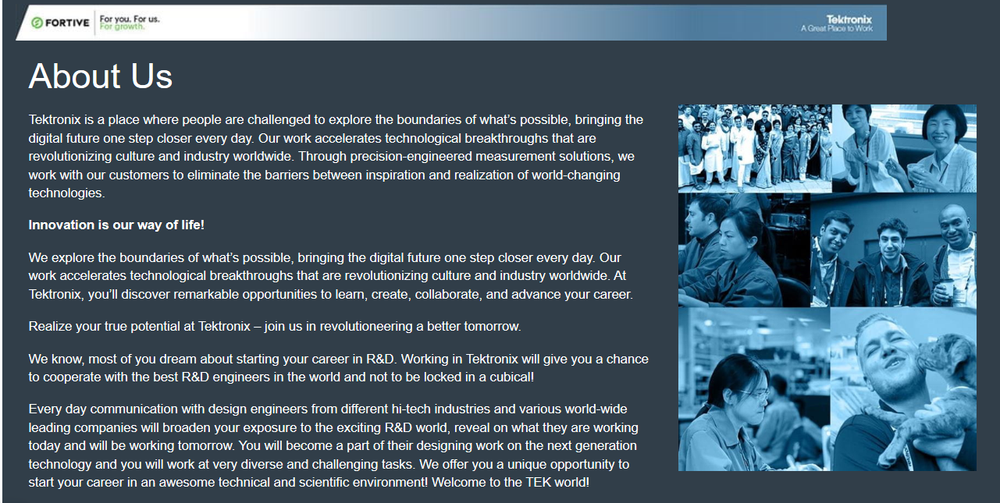 FORTIVE
For you. For us.
For growth.
Tektronix
A Great Place to Work
About Us
Tektronix is a place where people are challenged to explore the boundaries of what’s possible, bringing the
digital future one step closer every day. Our work accelerates technological breakthroughs that are
revolutionizing culture and industry worldwide. Through precision-engineered measurement solutions, we
work with our customers to eliminate the barriers between inspiration and realization of world-changing
technologies.
Innovation is our way of life!
We explore the boundaries of what’s possible, bringing the digital future one step closer every day. Our
work accelerates technological breakthroughs that are revolutionizing culture and industry worldwide. At
Tektronix, you’ll discover remarkable opportunities to learn, create, collaborate, and advance your career.
Realize your true potential at Tektronix – join us in revolutioneering a better tomorrow.
We know, most of you dream about starting your career in R&D. Working in Tektronix will give you a chance
to cooperate with the best R&D engineers in the world and not to be locked in a cubical!
Every day communication with design engineers from different hi-tech industries and various world-wide
leading companies will broaden your exposure to the exciting R&D world, reveal on what they are working
today and will be working tomorrow. You will become a part of their designing work on the next generation
technology and you will work at very diverse and challenging tasks. We offer you a unique opportunity to
start your career in an awesome technical and scientific environment! Welcome to the TEK world!